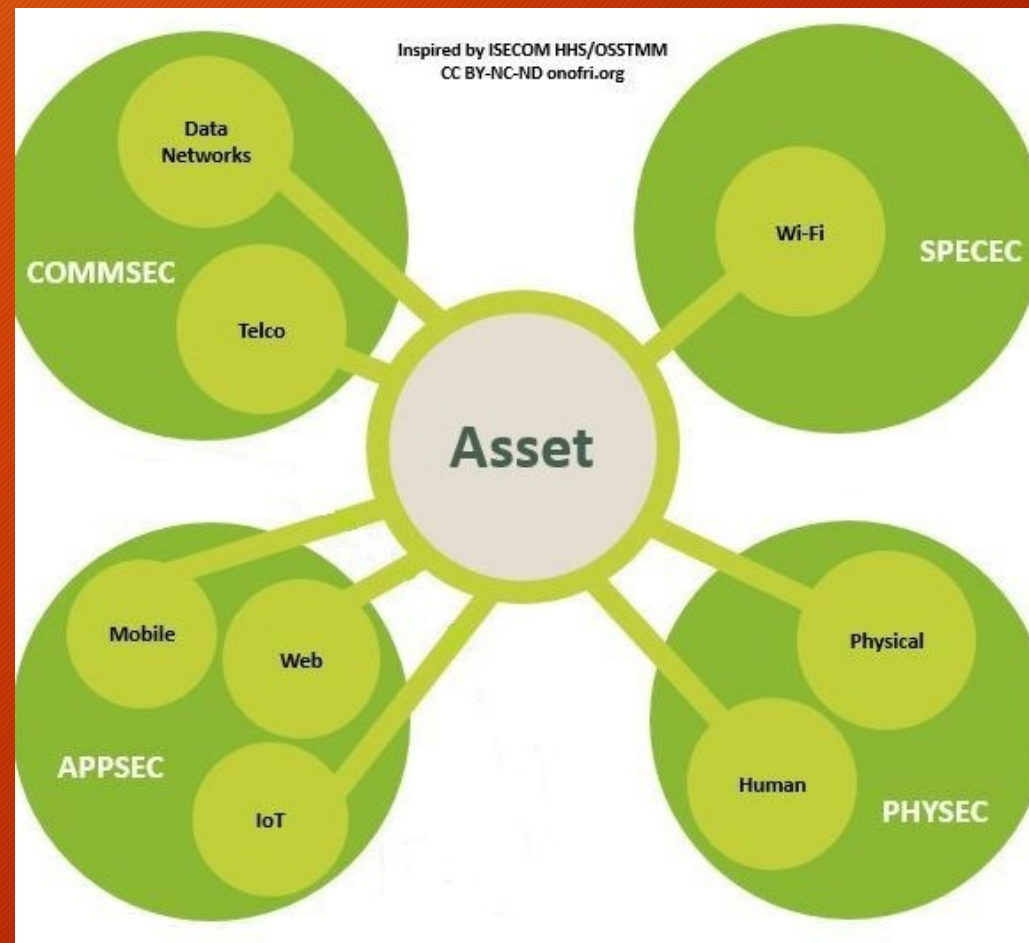 Inspired by ISECOM HHS/OSSTMM
CC BY-NC-ND onofri.org
Data
Networks
COMMSEC
Telco
Wi-Fi
SPECEC
Asset
Mobile
Web
APPSEC
IoT
Physical
Human
PHYSEC